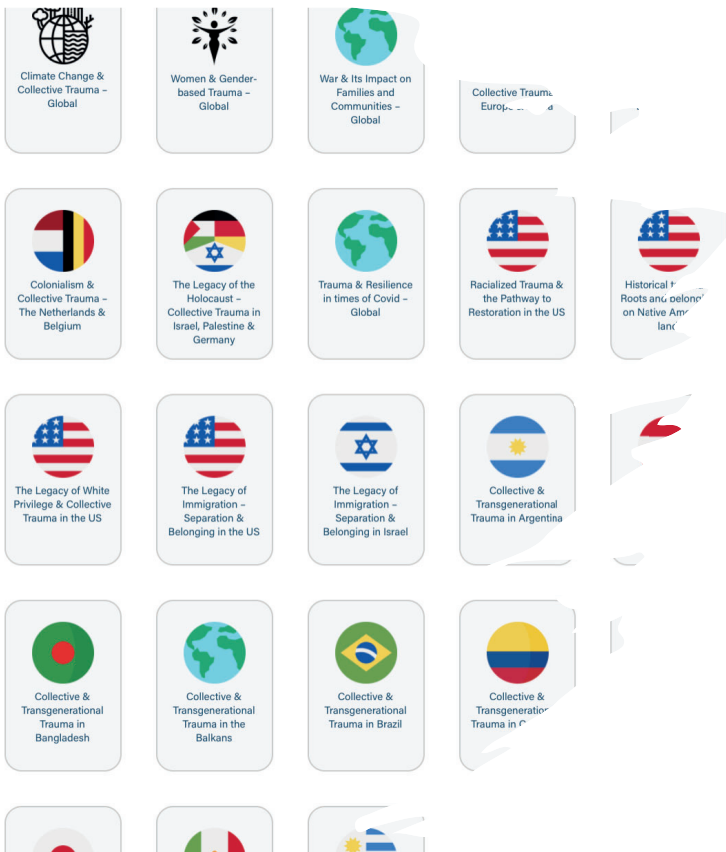 Climate Change &
Collective Trauma –
Global
Women & Gender-
based Trauma –
Global
War & Its Impact on
Families and
Communities –
Global
Collective
Colonialism &
Collective Trauma –
The Netherlands &
Belgium
The Legacy of the
Holocaust –
Collective Trauma in
Israel, Palestine &
Germany
Trauma & Resilience
in times of Covid –
Global
Racialized Trauma &
the Pathway to
Restoration in the US
Historical
Roots and
on Native
The Legacy of White
Privilege & Collective
Trauma in the US
The Legacy of
Immigration –
Separation &
Belonging in the US
The Legacy of
Immigration –
Separation &
Belonging in Israel
Collective &
Transgenerational
Trauma in Argentina
Collective &
Transgenerational
Trauma in
Bangladesh
Collective &
Transgenerational
Trauma in the
Balkans
Collective &
Transgenerational
Trauma in Brazil
Collective &
Trauma in